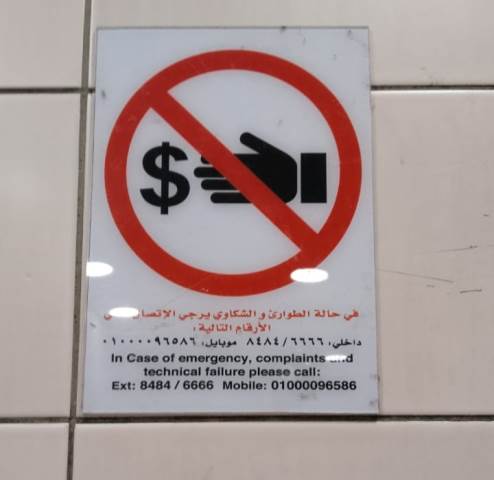 $
في حالة الطوارئ و الشكاوي يرجي الإتصال
الأرقام التالية :
داخلي: ٨٤٨٤/٦٦٦٦ موبايل: ٠١٠٠٠٠٩٦٥٨٦
In Case of emergency, complaints and
technical failure please call:
Ext: 8484 / 6666 Mobile: 01000096586